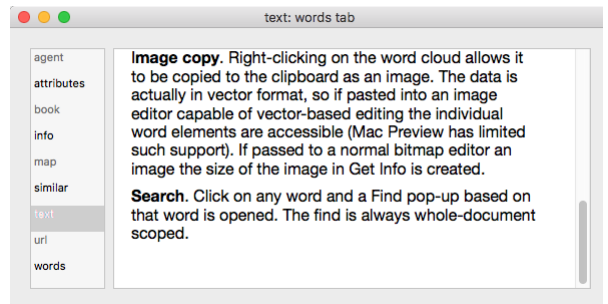 text: words tab
agent
attributes
book
info
map
similar
text
url
words
Image copy. Right-clicking on the word cloud allows it
to be copied to the clipboard as an image. The data is
actually in vector format, so if pasted into an image
editor capable of vector-based editing the individual
word elements are accessible (Mac Preview has limited
such support). If passed to a normal bitmap editor an
image the size of the image in Get Info is created.
Search. Click on any word and a Find pop-up based on
that word is opened. The find is always whole-document
scoped.